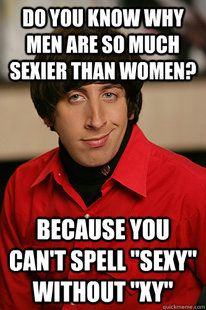 DO YOU KNOW WHY
MEN ARE SO MUCH
SEXIER THAN WOMEN?
BECAUSE YOU
CAN'T SPELL "SEXY"
WITHOUT "XY"
quickmeme.com